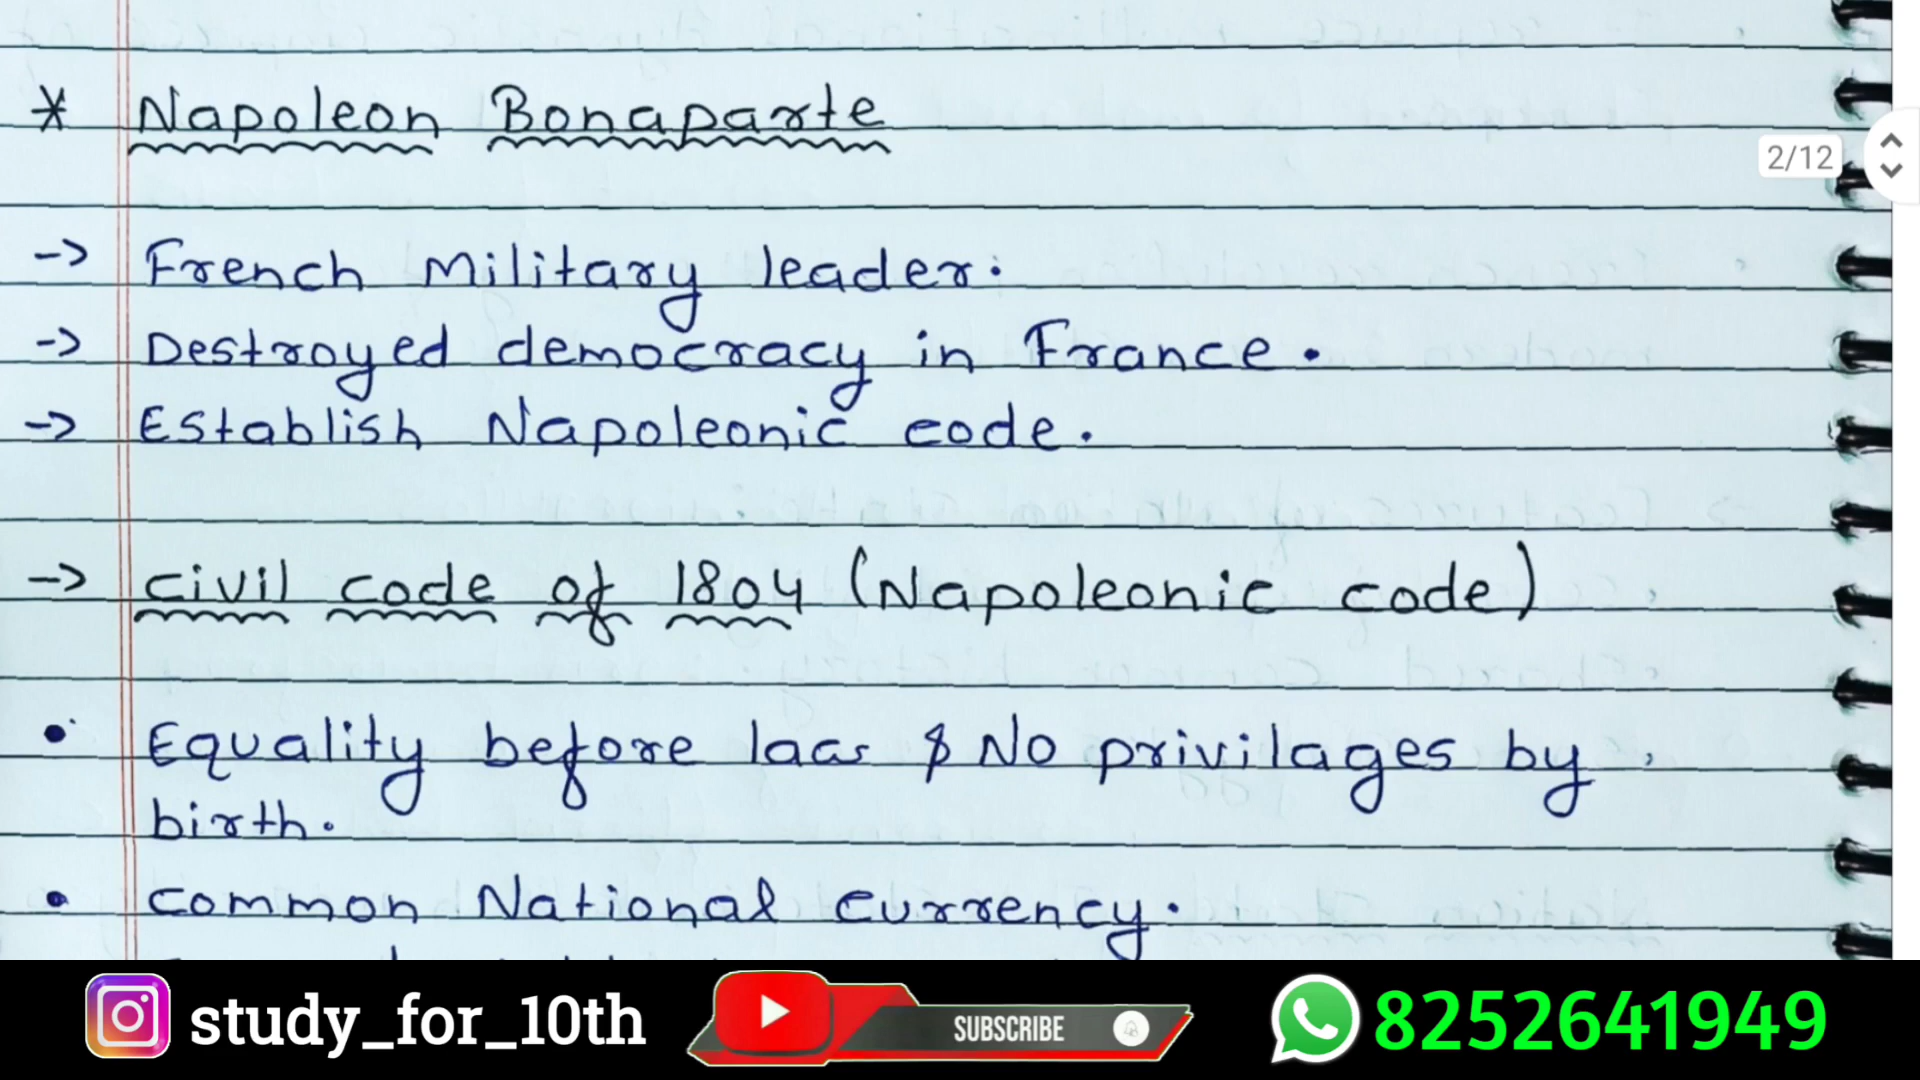 * Napoleon Bonaparte
2/12
-> French Military leader.
-> Destroyed democracy in France.
-> Establish Napoleonic code.
-> civil code of 1804 (Napoleonic code)
• Equality before law & No privilages by
birth.
• common National currency.
study_for_10th
SUBSCRIBE
8252641949